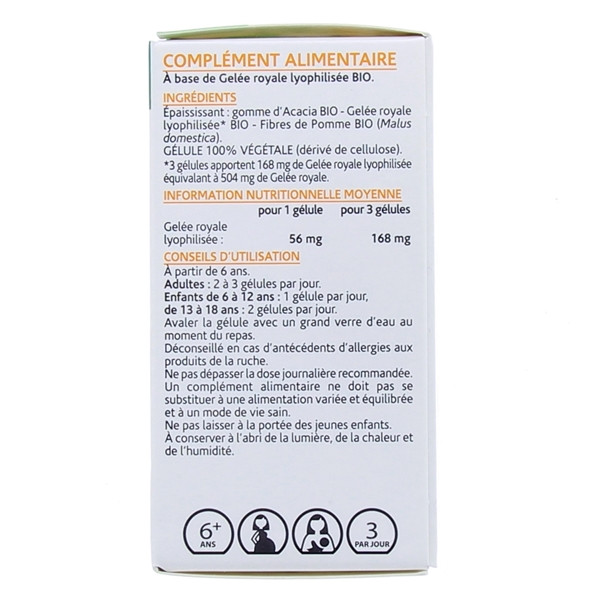 COMPLÉMENT ALIMENTAIRE
À base de Gelée royale lyophilisée BIO.
INGRÉDIENTS
Épaississant : gomme d'Acacia BIO - Gelée royale
lyophilisée* BIO - Fibres de Pomme BIO (Malus
domestica).
GÉLULE 100% VÉGÉTALE (dérivé de cellulose).
*3 gélules apportent 168 mg de Gelée royale lyophilisée
équivalant à 504 mg de Gelée royale.
INFORMATION NUTRITIONNELLE MOYENNE
pour 1 gélule pour 3 gélules
Gelée royale
lyophilisée : 56 mg 168 mg
CONSEILS D'UTILISATION
À partir de 6 ans.
Adultes : 2 à 3 gélules par jour.
Enfants de 6 à 12 ans : 1 gélule par jour,
de 13 à 18 ans : 2 gélules par jour.
Avaler la gélule avec un grand verre d'eau au
moment du repas.
Déconseillé en cas d'antécédents d'allergies aux
produits de la ruche.
Ne pas dépasser la dose journalière recommandée.
Un complément alimentaire ne doit pas se
substituer à une alimentation variée et équilibrée
et à un mode de vie sain.
Ne pas laisser à la portée des jeunes enfants.
À conserver à l'abri de la lumière, de la chaleur et
de l'humidité.
6+ 3
ANS PAR JOUR